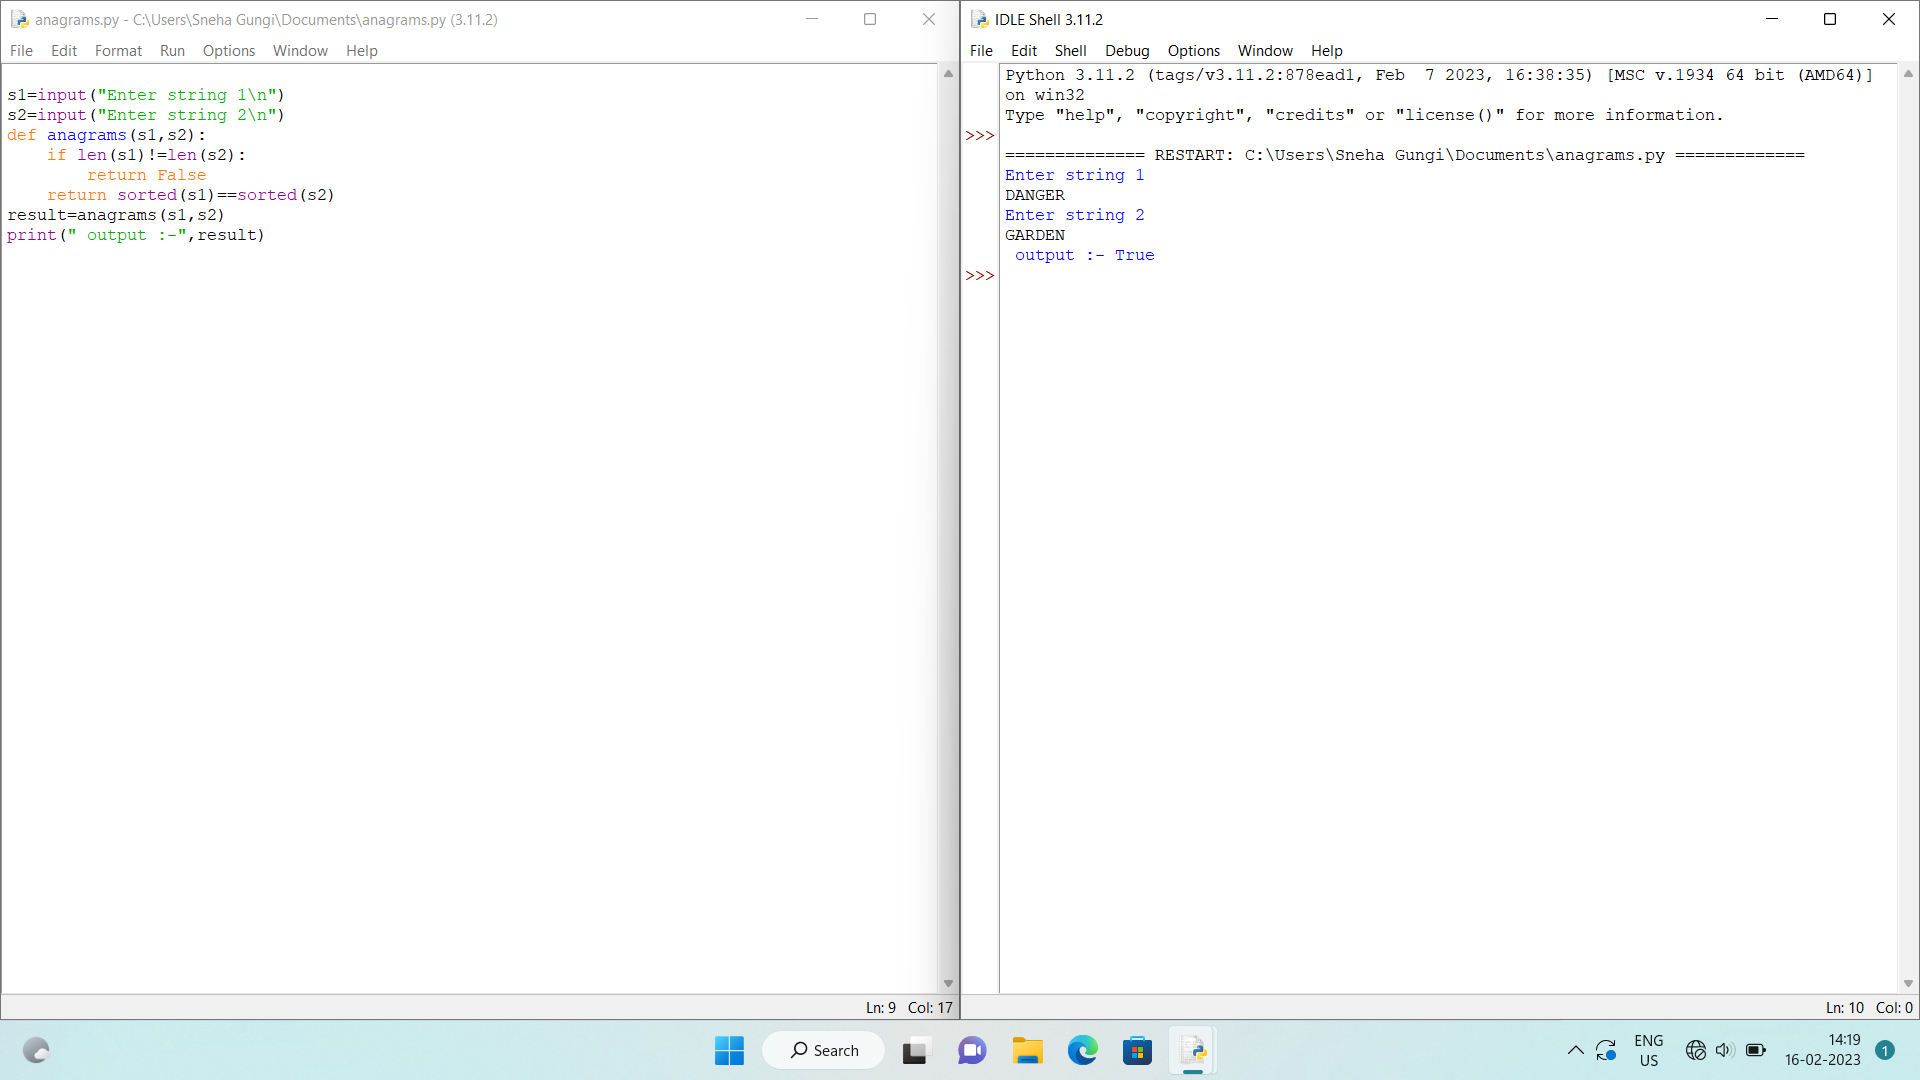 anagrams.py - C:\Users\Sneha Gungi\Documents\anagrams.py (3.11.2)
File Edit Format Run Options Window Help
s1=input("Enter string 1\n")
s2=input("Enter string 2\n")
def anagrams(s1,s2):
    if len(s1)!=len(s2):
        return False
    return sorted(s1)==sorted(s2)
result=anagrams(s1,s2)
print(" output :-",result)
Ln: 9 Col: 17
IDLE Shell 3.11.2
File Edit Shell Debug Options Window Help
Python 3.11.2 (tags/v3.11.2:878ead1, Feb  7 2023, 16:38:35) [MSC v.1934 64 bit (AMD64)]
on win32
Type "help", "copyright", "credits" or "license()" for more information.
>>>
============== RESTART: C:\Users\Sneha Gungi\Documents\anagrams.py =============
Enter string 1
DANGER
Enter string 2
GARDEN
 output :- True
>>>
Ln: 10 Col: 0
Search
ENG
US
14:19
16-02-2023
1